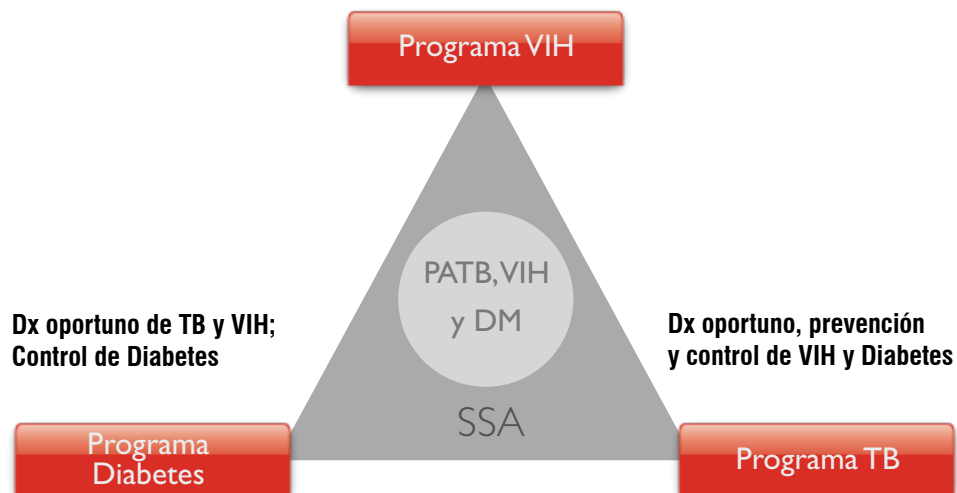 Programa VIH
PATB, VIH
y DM
Dx oportuno de TB y VIH;
Control de Diabetes
Dx oportuno, prevención
y control de VIH y Diabetes
SSA
Programa
Diabetes
Programa TB